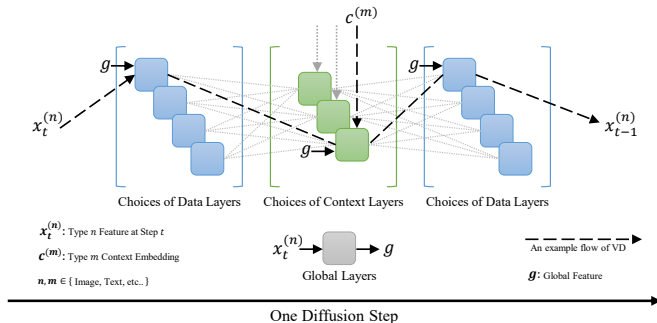 c^(m)
g
g
x_t^(n)
x_{t-1}^(n)
g
Choices of Data Layers
Choices of Context Layers
Choices of Data Layers
x_t^(n): Type n Feature at Step t
c^(m): Type m Context Embedding
n, m ∈ { Image, Text, etc.. }
x_t^(n)
g
Global Layers
An example flow of VD
g: Global Feature
One Diffusion Step